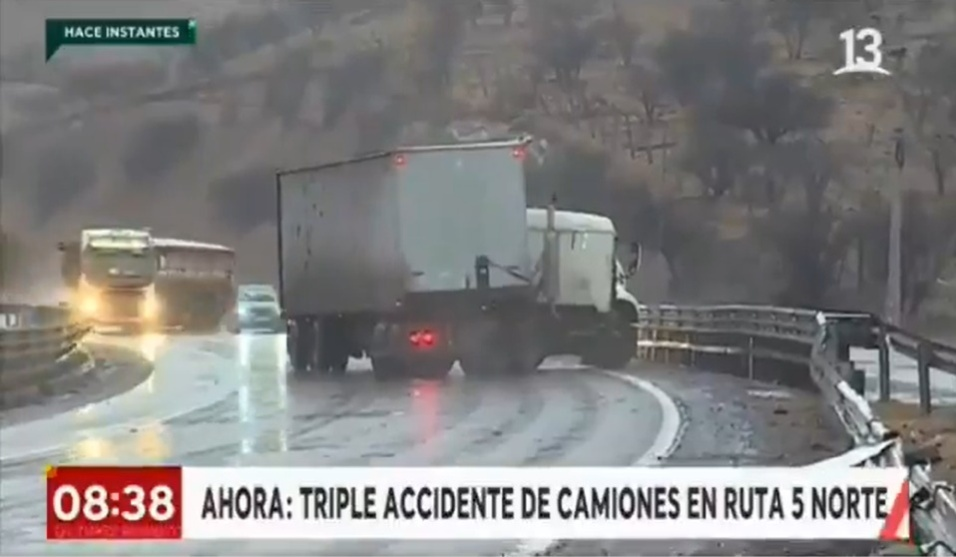 HACE INSTANTES
13
08:38
AHORA: TRIPLE ACCIDENTE DE CAMIONES EN RUTA 5 NORTE